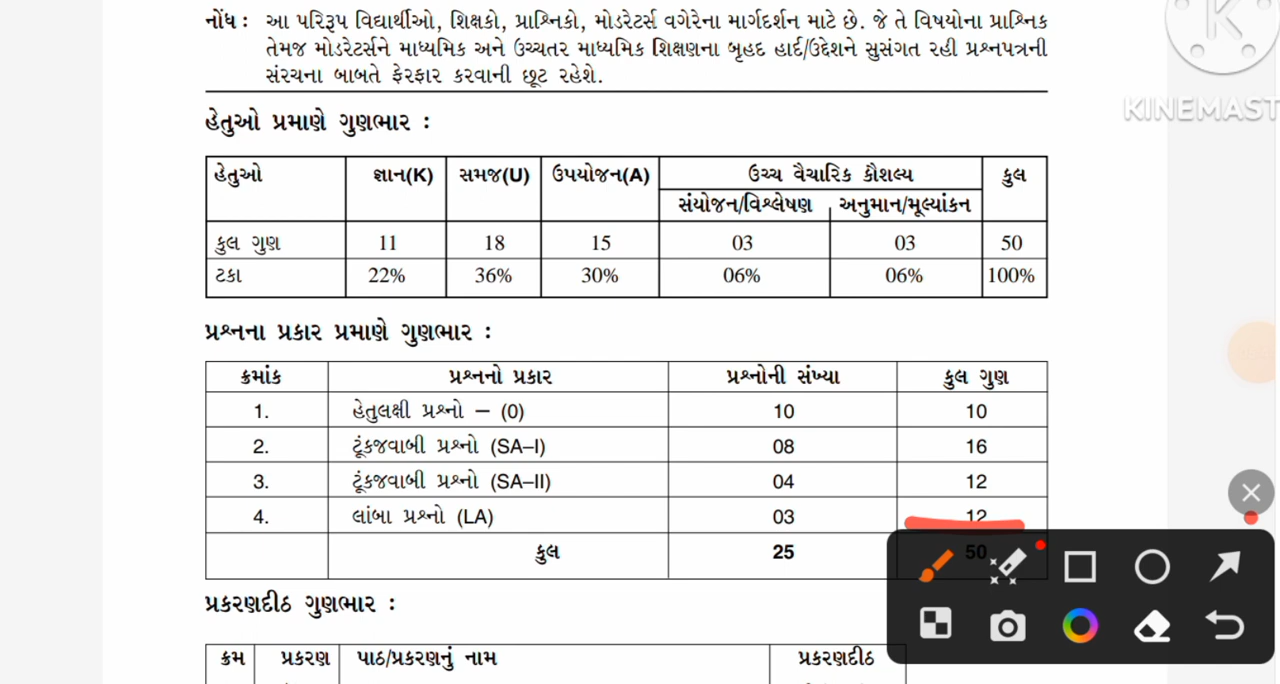 નોંધ : આ પરિરૂપ વિદ્યાર્થીઓ, શિક્ષકો, પ્રાશ્નિકો, મોડરેટર્સ વગેરેના માર્ગદર્શન માટે છે. જે તે વિષયોના પ્રાશ્નિક
તેમજ મોડરેટર્સને માધ્યમિક અને ઉચ્ચતર માધ્યમિક શિક્ષણના બૃહદ હાર્દ/ઉદ્દેશને સુસંગત રહી પ્રશ્નપત્રની
સંરચના બાબતે ફેરફાર કરવાની છૂટ રહેશે.
KINEMAST
હેતુઓ પ્રમાણે ગુણભાર :
હેતુઓ જ્ઞાન(K) સમજ(U) ઉપયોજન(A) ઉચ્ચ વૈચારિક કૌશલ્ય કુલ
સંયોજન/વિશ્લેષણ અનુમાન/મૂલ્યાંકન
કુલ ગુણ 11 18 15 03 03 50
ટકા 22% 36% 30% 06% 06% 100%
પ્રશ્નના પ્રકાર પ્રમાણે ગુણભાર :
ક્રમાંક પ્રશ્નનો પ્રકાર પ્રશ્નોની સંખ્યા કુલ ગુણ
1. હેતુલક્ષી પ્રશ્નો – (0) 10 10
2. ટૂંકજવાબી પ્રશ્નો (SA–I) 08 16
3. ટૂંકજવાબી પ્રશ્નો (SA–II) 04 12
4. લાંબા પ્રશ્નો (LA) 03 12
કુલ 25 50
પ્રકરણદીઠ ગુણભાર :
ક્રમ પ્રકરણ પાઠ/પ્રકરણનું નામ પ્રકરણદીઠ